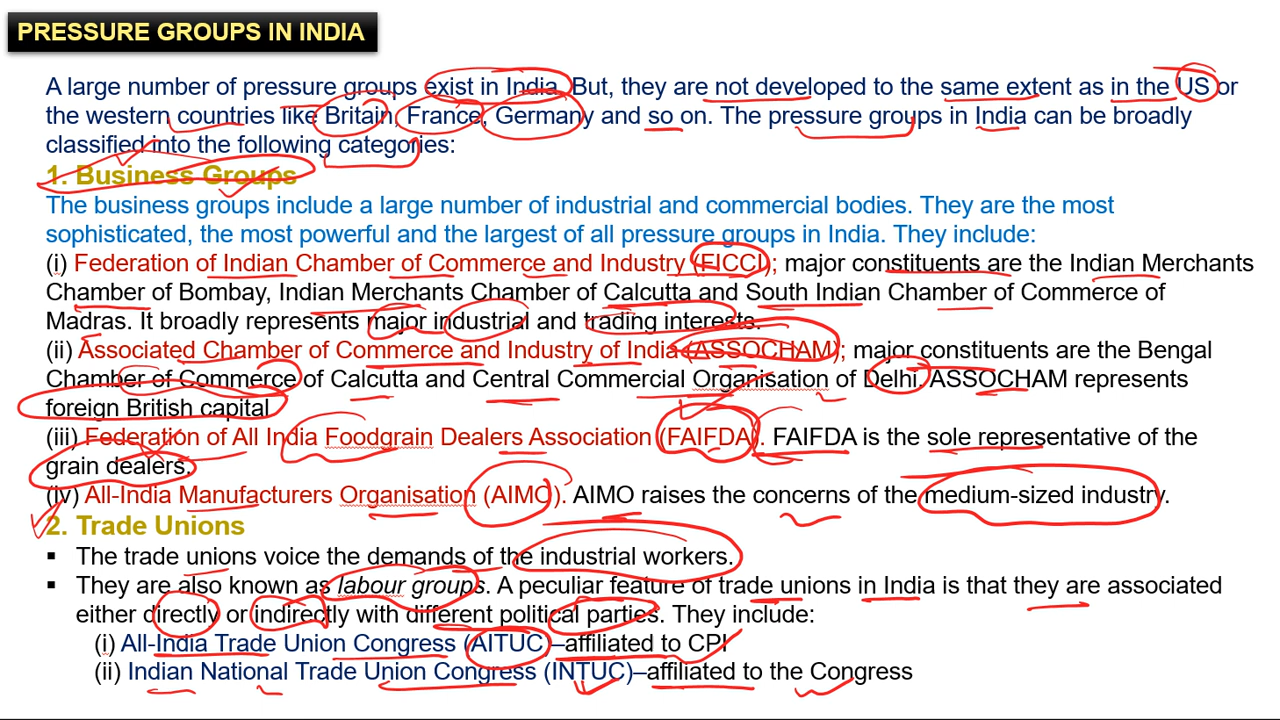 PRESSURE GROUPS IN INDIA
A large number of pressure groups exist in India. But, they are not developed to the same extent as in the US or
the western countries like Britain, France, Germany and so on. The pressure groups in India can be broadly
classified into the following categories:
1. Business Groups
The business groups include a large number of industrial and commercial bodies. They are the most
sophisticated, the most powerful and the largest of all pressure groups in India. They include:
(i) Federation of Indian Chamber of Commerce and Industry (FICCI); major constituents are the Indian Merchants
Chamber of Bombay, Indian Merchants Chamber of Calcutta and South Indian Chamber of Commerce of
Madras. It broadly represents major industrial and trading interests.
(ii) Associated Chamber of Commerce and Industry of India (ASSOCHAM); major constituents are the Bengal
Chamber of Commerce of Calcutta and Central Commercial Organisation of Delhi. ASSOCHAM represents
foreign British capital
(iii) Federation of All India Foodgrain Dealers Association (FAIFDA). FAIFDA is the sole representative of the
grain dealers.
(iv) All-India Manufacturers Organisation (AIMO). AIMO raises the concerns of the medium-sized industry.
2. Trade Unions
▪ The trade unions voice the demands of the industrial workers.
▪ They are also known as labour groups. A peculiar feature of trade unions in India is that they are associated
either directly or indirectly with different political parties. They include:
(i) All-India Trade Union Congress (AITUC)–affiliated to CPI
(ii) Indian National Trade Union Congress (INTUC)–affiliated to the Congress